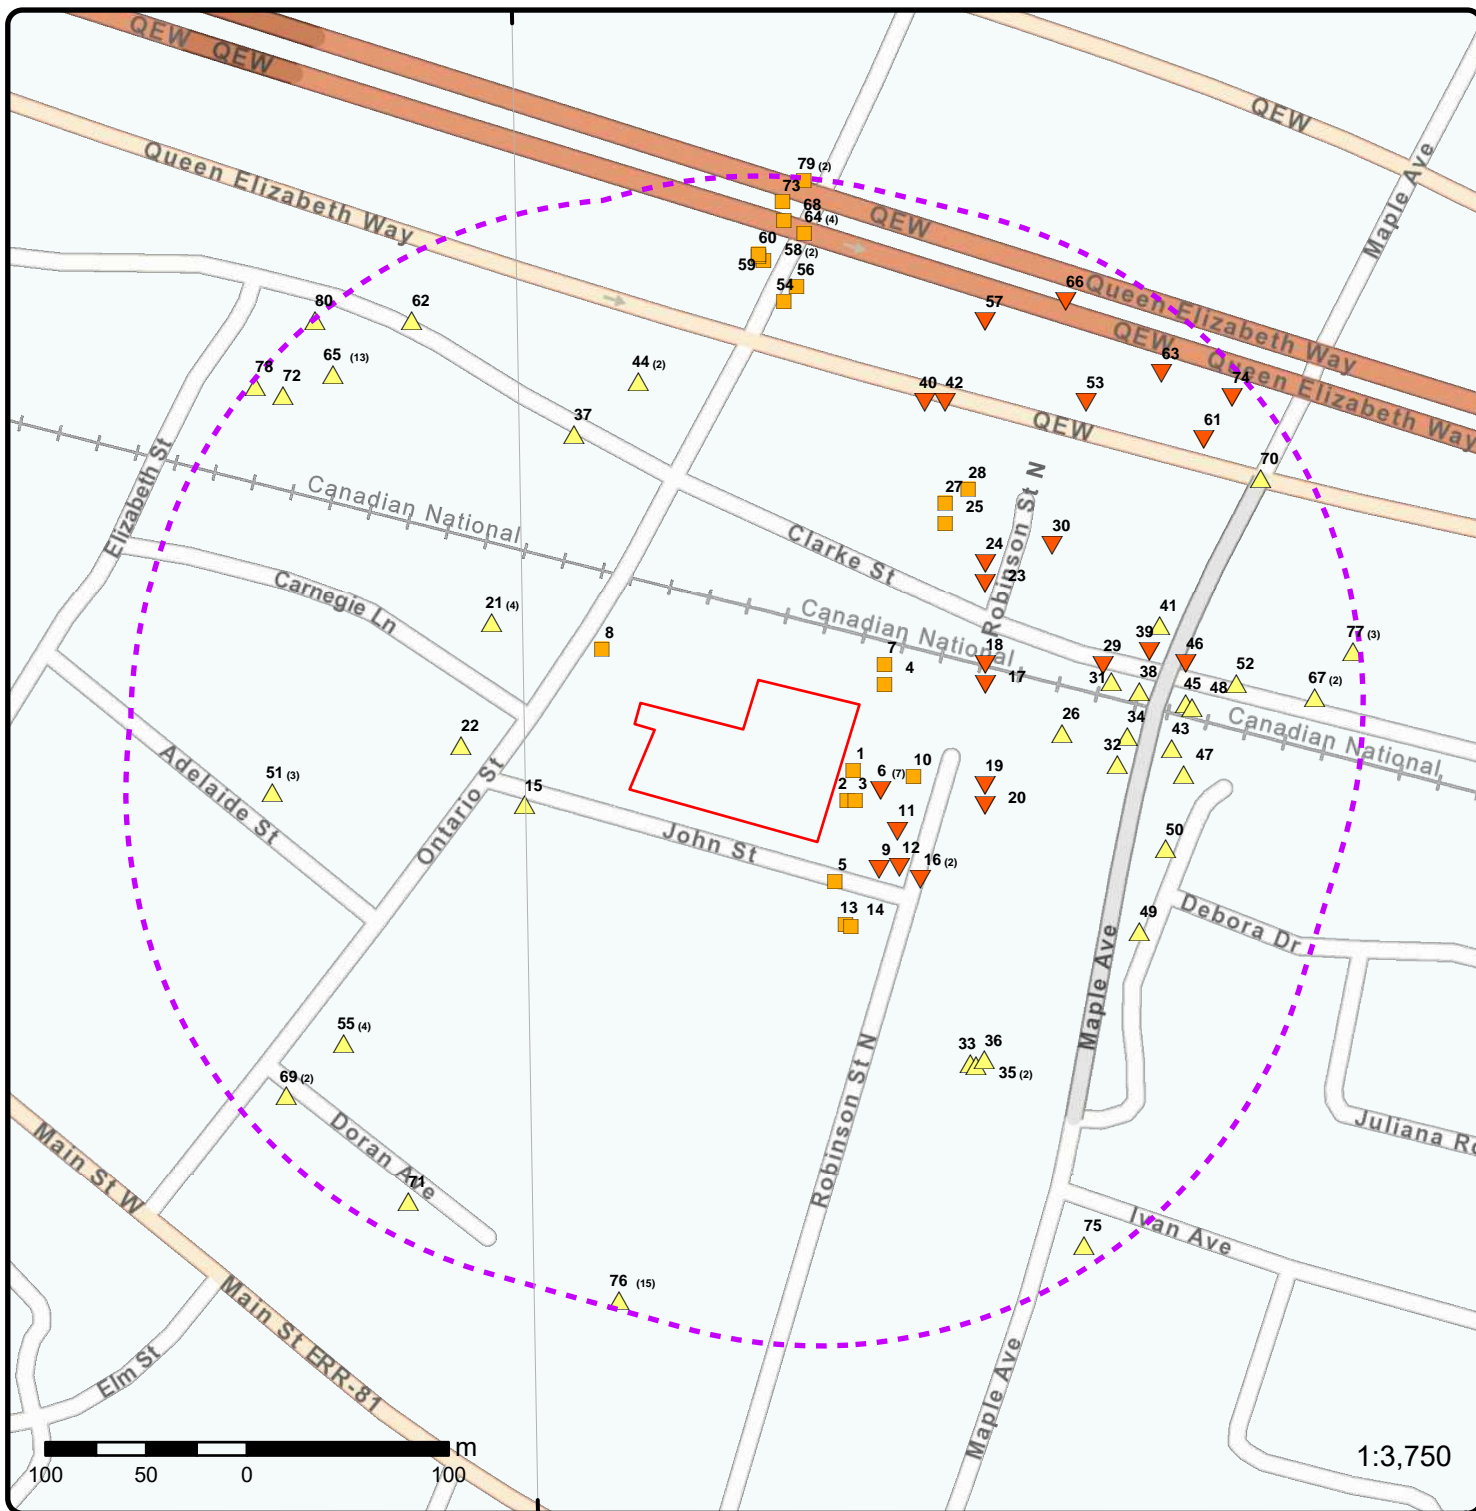 QEW QEW
QEW
Queen Elizabeth Way
QEW
Maple Ave
79 (2)
73
68
64 (4)
60
58 (2)
59
56
54
66
57
Queen Elizabeth Way
QEW Queen Elizabeth Way
80
62
65 (13)
78
72
44 (2)
37
63
74
40 42
53
61
QEW
70
Elizabeth St
Canadian National
28
27
25
Robinson St N
30
24
23
Clarke St
Carnegie Ln
21 (4)
8
Canadian National
41
39
46
77 (3)
7
4
18
17
29
31
38
52
67 (2)
45
48
Canadian National
22
26
34
43
32
47
Adelaide St
51 (3)
Ontario St
15
1
6 (7)
10
2 3
19
20
11
John St
9
12
16 (2)
5
50
13
14
49
Debora Dr
Maple Ave
55 (4)
69 (2)
33
36
35 (2)
Robinson St N
Doran Ave
71
Main St W
Juliana Ro
Ivan Ave
75
76 (15)
Main St E
RR-81
Elm St
Maple Ave
m
100 50 0 100
1:3,750